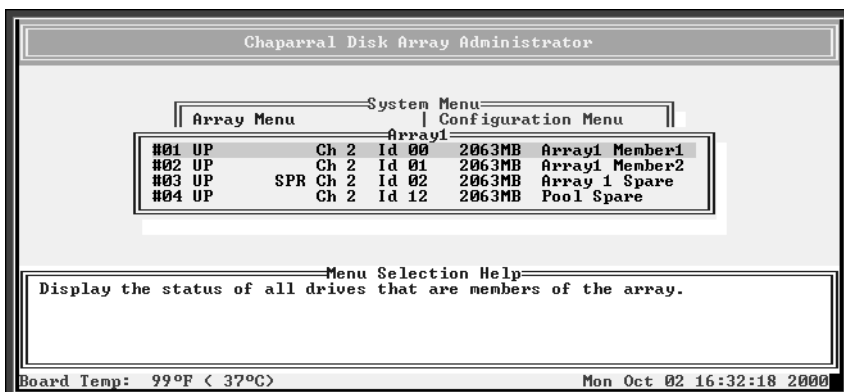 Chaparral Disk Array Administrator
System Menu
Array Menu | Configuration Menu
Array1
#01 UP Ch 2 Id 00 2063MB Array1 Member1
#02 UP Ch 2 Id 01 2063MB Array1 Member2
#03 UP SPR Ch 2 Id 02 2063MB Array 1 Spare
#04 UP Ch 2 Id 12 2063MB Pool Spare
Menu Selection Help
Display the status of all drives that are members of the array.
Board Temp: 99ºF ( 37ºC) Mon Oct 02 16:32:18 2000